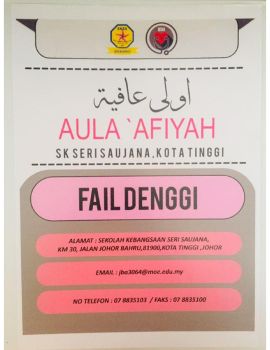 اولى عافية
AULA `AFIYAH
SK SERI SAUJANA, KOTA TINGGI
FAIL DENGGI
ALAMAT : SEKOLAH KEBANGSAAN SERI SAUJANA,
KM 30, JALAN JOHOR BAHRU,81900,KOTA TINGGI ,JOHOR
EMAIL : jba3064@moe.edu.my
NO TELEFON : 07 8835103 / FAKS : 07 8835100